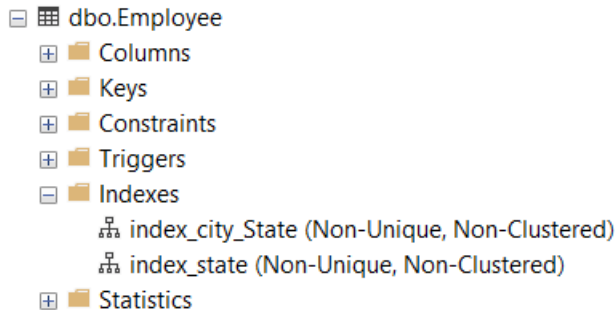 dbo.Employee
Columns
Keys
Constraints
Triggers
Indexes
index_city_State (Non-Unique, Non-Clustered)
index_state (Non-Unique, Non-Clustered)
Statistics